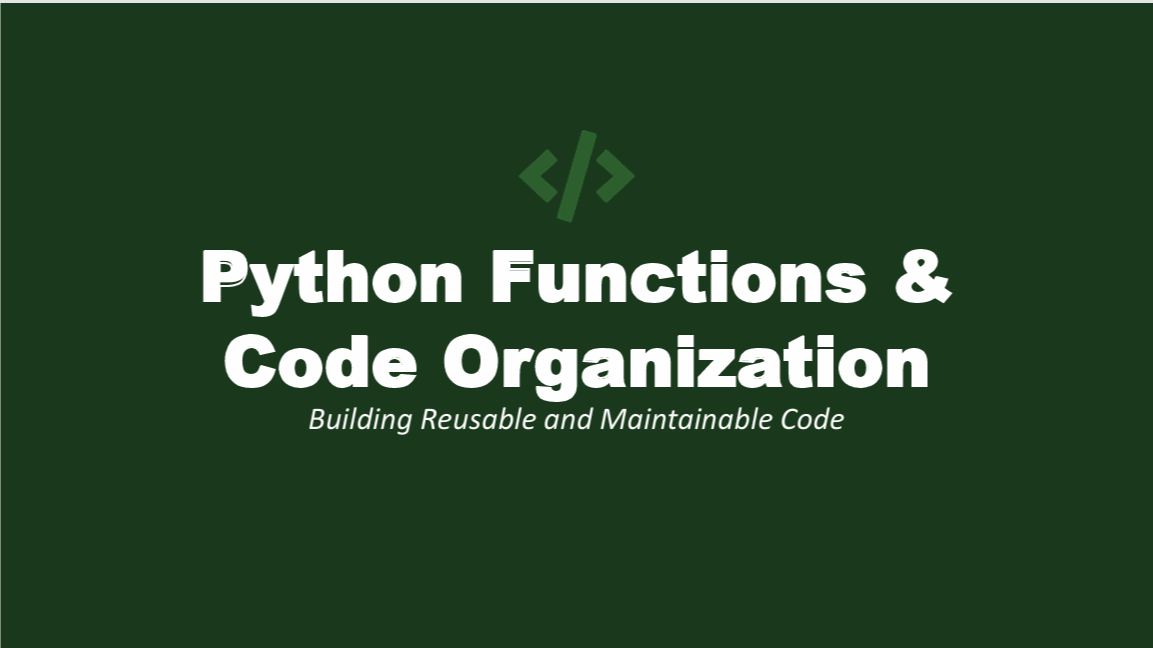 Python Functions &
Code Organization
Building Reusable and Maintainable Code